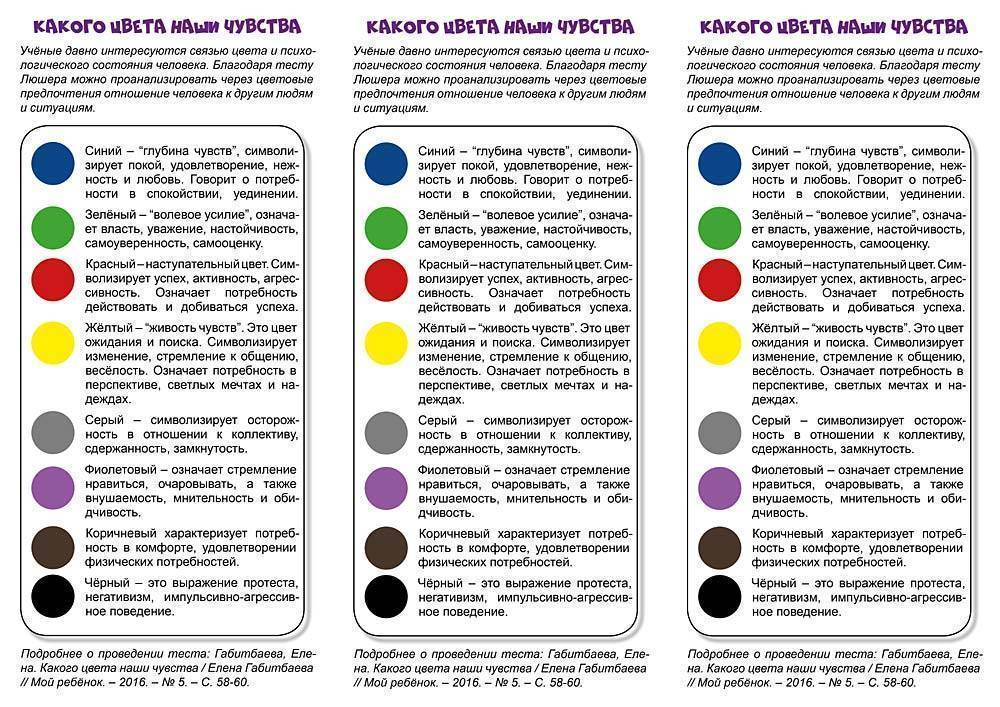 КАКОГО ЦВЕТА НАШИ ЧУВСТВА
Учёные давно интересуются связью цвета и психо-
логического состояния человека. Благодаря тесту
Люшера можно проанализировать через цветовые
предпочтения отношение человека к другим людям
и ситуациям.
Синий – “глубина чувств”, символи-
зирует покой, удовлетворение, неж-
ность и любовь. Говорит о потреб-
ности в спокойствии, уединении.
Зелёный – “волевое усилие”, означа-
ет власть, уважение, настойчивость,
самоуверенность, самооценку.
Красный – наступательный цвет. Сим-
волизирует успех, активность, агрес-
сивность. Означает потребность
действовать и добиваться успеха.
Жёлтый – “живость чувств”. Это цвет
ожидания и поиска. Символизирует
изменение, стремление к общению,
весёлость. Означает потребность в
перспективе, светлых мечтах и на-
деждах.
Серый – символизирует осторож-
ность в отношении к коллективу,
сдержанность, замкнутость.
Фиолетовый – означает стремление
нравиться, очаровывать, а также
внушаемость, мнительность и оби-
дчивость.
Коричневый характеризует потреб-
ность в комфорте, удовлетворении
физических потребностей.
Чёрный – это выражение протеста,
негативизм, импульсивно-агрессив-
ное поведение.
Подробнее о проведении теста: Габитбаева, Еле-
на. Какого цвета наши чувства / Елена Габитбаева
// Мой ребёнок. – 2016. – № 5. – С. 58-60.
КАКОГО ЦВЕТА НАШИ ЧУВСТВА
Учёные давно интересуются связью цвета и психо-
логического состояния человека. Благодаря тесту
Люшера можно проанализировать через цветовые
предпочтения отношение человека к другим людям
и ситуациям.
Синий – “глубина чувств”, символи-
зирует покой, удовлетворение, неж-
ность и любовь. Говорит о потреб-
ности в спокойствии, уединении.
Зелёный – “волевое усилие”, означа-
ет власть, уважение, настойчивость,
самоуверенность, самооценку.
Красный – наступательный цвет. Сим-
волизирует успех, активность, агрес-
сивность. Означает потребность
действовать и добиваться успеха.
Жёлтый – “живость чувств”. Это цвет
ожидания и поиска. Символизирует
изменение, стремление к общению,
весёлость. Означает потребность в
перспективе, светлых мечтах и на-
деждах.
Серый – символизирует осторож-
ность в отношении к коллективу,
сдержанность, замкнутость.
Фиолетовый – означает стремление
нравиться, очаровывать, а также
внушаемость, мнительность и оби-
дчивость.
Коричневый характеризует потреб-
ность в комфорте, удовлетворении
физических потребностей.
Чёрный – это выражение протеста,
негативизм, импульсивно-агрессив-
ное поведение.
Подробнее о проведении теста: Габитбаева, Еле-
на. Какого цвета наши чувства / Елена Габитбаева
// Мой ребёнок. – 2016. – № 5. – С. 58-60.
КАКОГО ЦВЕТА НАШИ ЧУВСТВА
Учёные давно интересуются связью цвета и психо-
логического состояния человека. Благодаря тесту
Люшера можно проанализировать через цветовые
предпочтения отношение человека к другим людям
и ситуациям.
Синий – “глубина чувств”, символи-
зирует покой, удовлетворение, неж-
ность и любовь. Говорит о потреб-
ности в спокойствии, уединении.
Зелёный – “волевое усилие”, означа-
ет власть, уважение, настойчивость,
самоуверенность, самооценку.
Красный – наступательный цвет. Сим-
волизирует успех, активность, агрес-
сивность. Означает потребность
действовать и добиваться успеха.
Жёлтый – “живость чувств”. Это цвет
ожидания и поиска. Символизирует
изменение, стремление к общению,
весёлость. Означает потребность в
перспективе, светлых мечтах и на-
деждах.
Серый – символизирует осторож-
ность в отношении к коллективу,
сдержанность, замкнутость.
Фиолетовый – означает стремление
нравиться, очаровывать, а также
внушаемость, мнительность и оби-
дчивость.
Коричневый характеризует потреб-
ность в комфорте, удовлетворении
физических потребностей.
Чёрный – это выражение протеста,
негативизм, импульсивно-агрессив-
ное поведение.
Подробнее о проведении теста: Габитбаева, Еле-
на. Какого цвета наши чувства / Елена Габитбаева
// Мой ребёнок. – 2016. – № 5. – С. 58-60.